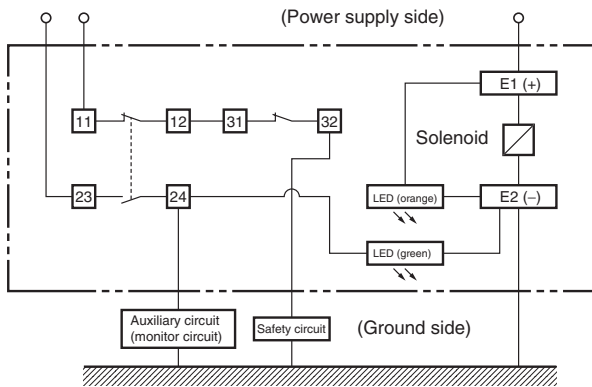 (Power supply side)
E1 (+)
11
12
31
32
Solenoid
23
24
LED (orange)
E2 (−)
LED (green)
Auxiliary circuit
(monitor circuit)
Safety circuit
(Ground side)